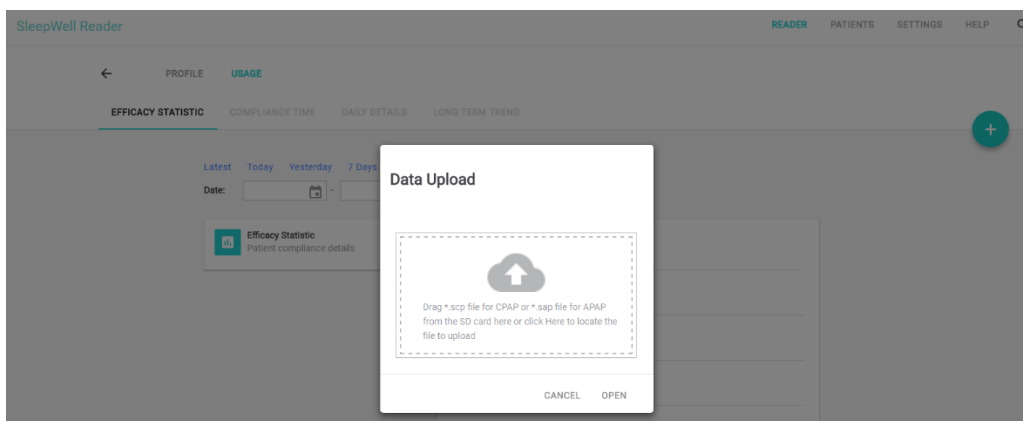 SleepWell Reader
READER PATIENTS SETTINGS HELP
PROFILE USAGE
EFFICACY STATISTIC COMPLIANCE TIME DAILY DETAILS LONG TERM TREND
+
Latest Today Yesterday 7 Days
Date: -
Efficacy Statistic
Patient compliance details
Data Upload
Drag *.scp file for CPAP or *.sap file for APAP
from the SD card here or click Here to locate the
file to upload
CANCEL OPEN